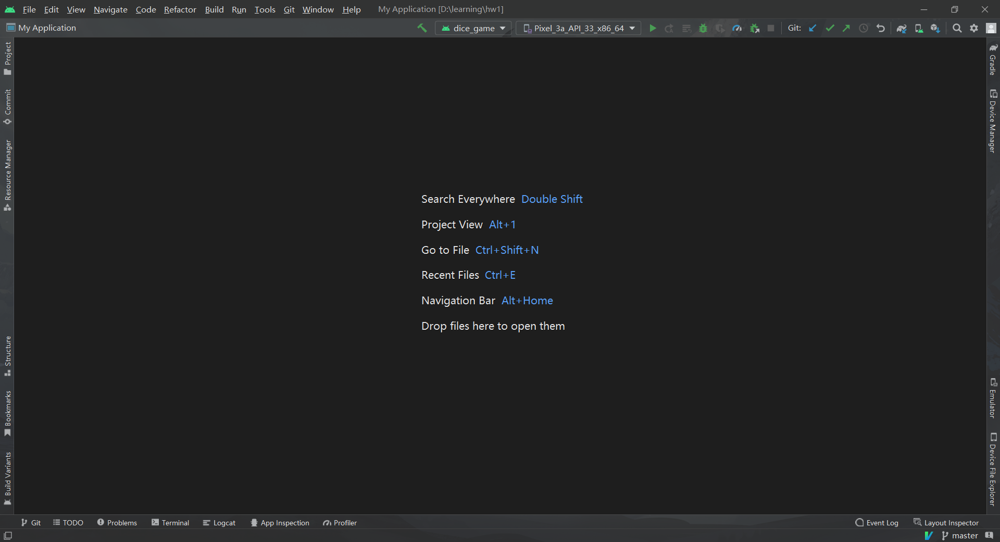 File Edit View Navigate Code Refactor Build Run Tools Git Window Help My Application [D:\learning\hw1]
My Application dice_game Pixel_3a_API_33_x86_64 Git:
Project
Commit
Resource Manager
Structure
Bookmarks
Build Variants
Search Everywhere Double Shift
Project View Alt+1
Go to File Ctrl+Shift+N
Recent Files Ctrl+E
Navigation Bar Alt+Home
Drop files here to open them
Gradle
Device Manager
Emulator
Device File Explorer
Git TODO Problems Terminal Logcat App Inspection Profiler Event Log Layout Inspector
master